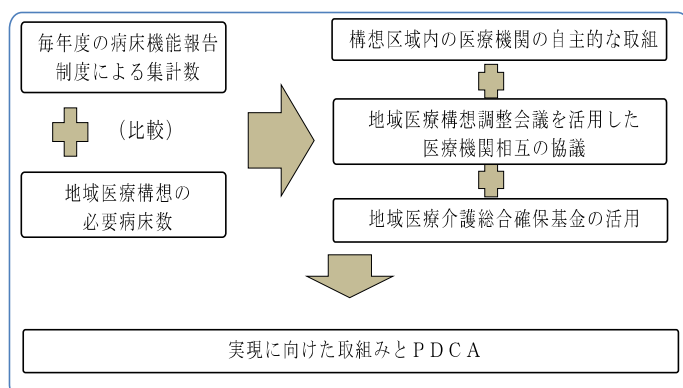 毎年度の病床機能報告
制度による集計数
（比較）
地域医療構想の
必要病床数
構想区域内の医療機関の自主的な取組
地域医療構想調整会議を活用した
医療機関相互の協議
地域医療介護総合確保基金の活用
実現に向けた取組みとＰＤＣＡ